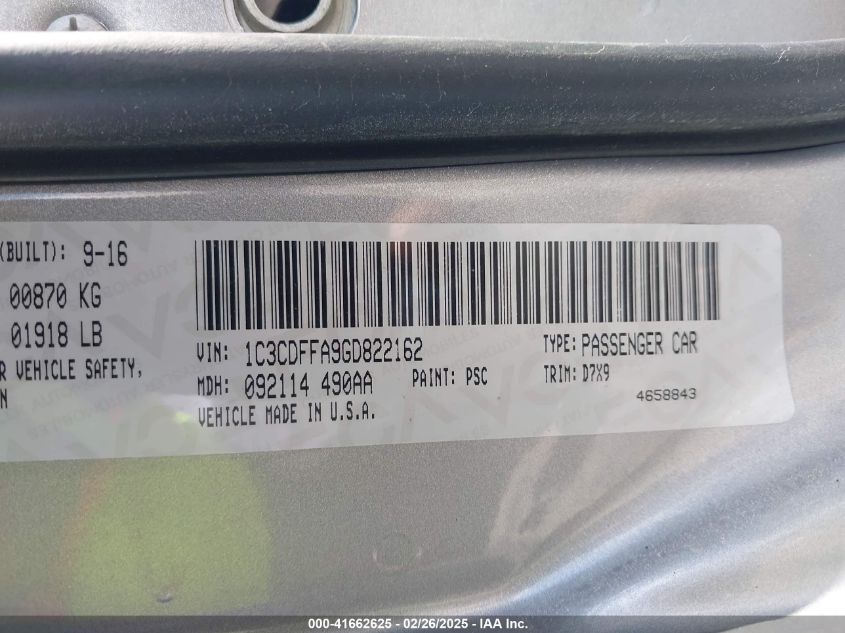 (BUILT): 9-16
00870 KG
01918 LB
R VEHICLE SAFETY,
N
VIN: 1C3CDFFA9GD822162 TYPE: PASSENGER CAR
MDH: 092114 490AA PAINT: PSC TRIM: D7X9
VEHICLE MADE IN U.S.A. 4658843
000-41662625 - 02/26/2025 - IAA Inc.